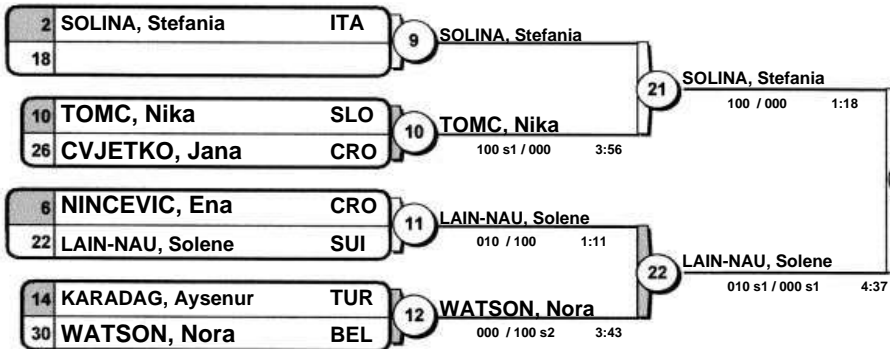 2 SOLINA, Stefania ITA
18
9 SOLINA, Stefania
10 TOMC, Nika SLO
26 CVJETKO, Jana CRO
10 TOMC, Nika
100 s1 / 000 3:56
21 SOLINA, Stefania
100 / 000 1:18
6 NINCEVIC, Ena CRO
22 LAIN-NAU, Solene SUI
11 LAIN-NAU, Solene
010 / 100 1:11
14 KARADAG, Aysenur TUR
30 WATSON, Nora BEL
12 WATSON, Nora
000 / 100 s2 3:43
22 LAIN-NAU, Solene
010 s1 / 000 s1 4:37